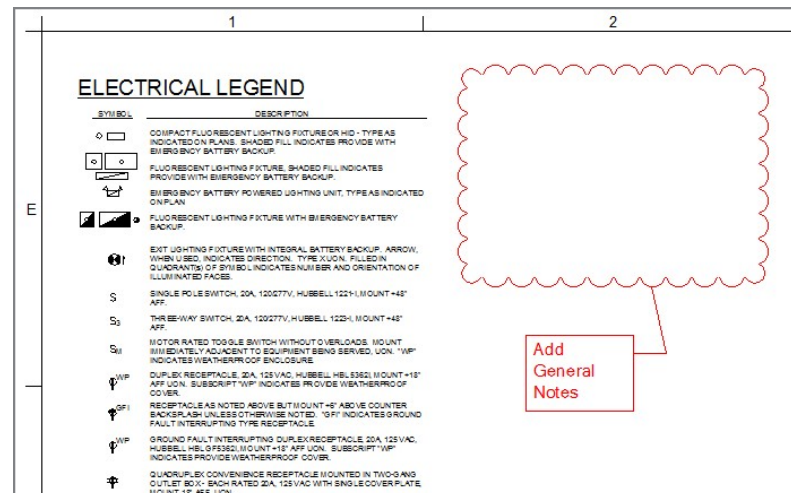 1
2
ELECTRICAL LEGEND
SYMBOL
DESCRIPTION
COMPACT FLUORESCENT LIGHTING FIXTURE OR HID - TYPE AS
INDICATED ON PLANS. SHADED FILL INDICATES PROVIDE WITH
EMERGENCY BATTERY BACKUP.
FLUORESCENT LIGHTING FIXTURE, SHADED FILL INDICATES
PROVIDE WITH EMERGENCY BATTERY BACKUP.
EMERGENCY BATTERY POWERED LIGHTING UNIT, TYPE AS INDICATED
ON PLAN
E
FLUORESCENT LIGHTING FIXTURE WITH EMERGENCY BATTERY
BACKUP.
EXIT LIGHTING FIXTURE WITH INTEGRAL BATTERY BACKUP. ARROW,
WHEN USED, INDICATES DIRECTION. TYPE X UON. FILLED IN
QUADRANT(s) OF SYMBOL INDICATES NUMBER AND ORIENTATION OF
ILLUMINATED FACES.
S
SINGLE POLE SWITCH, 20A, 120/277V, HUBBELL 1221-I, MOUNT +48"
AFF.
S3
THREE-WAY SWITCH, 20A, 120/277V, HUBBELL 1223-I, MOUNT +48"
AFF.
SM
MOTOR RATED TOGGLE SWITCH WITHOUT OVERLOADS. MOUNT
IMMEDIATELY ADJACENT TO EQUIPMENT BEING SERVED, UON. "WP"
INDICATES WEATHERPROOF ENCLOSURE.
WP
DUPLEX RECEPTACLE, 20A, 125 VAC, HUBBELL HBL5362I, MOUNT +18"
AFF UON. SUBSCRIPT "WP" INDICATES PROVIDE WEATHERPROOF
COVER.
GFI
RECEPTACLE AS NOTED ABOVE BUT MOUNT +6" ABOVE COUNTER
BACKSPLASH UNLESS OTHERWISE NOTED. "GFI" INDICATES GROUND
FAULT INTERRUPTING TYPE RECEPTACLE.
WP
GROUND FAULT INTERRUPTING DUPLEX RECEPTACLE, 20A, 125 VAC,
HUBBELL HBLGF5362I, MOUNT +18" AFF UON. SUBSCRIPT "WP"
INDICATES PROVIDE WEATHERPROOF COVER.
QUADRUPLEX CONVENIENCE RECEPTACLE MOUNTED IN TWO-GANG
OUTLET BOX - EACH RATED 20A, 125 VAC WITH SINGLE COVER PLATE,
MOUNT 18" AFF, UON.
Add
General
Notes